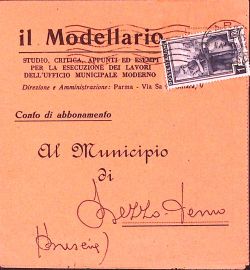 il Modellario
STUDIO, CRITICA, APPUNTI ED ESEMPI
PER LA ESECUZIONE DEI LAVORI
DELL'UFFICIO MUNICIPALE MODERNO
Direzione e Amministrazione: Parma - Via
Conto di abbonamento
Al Municipio
di
(Brescia)